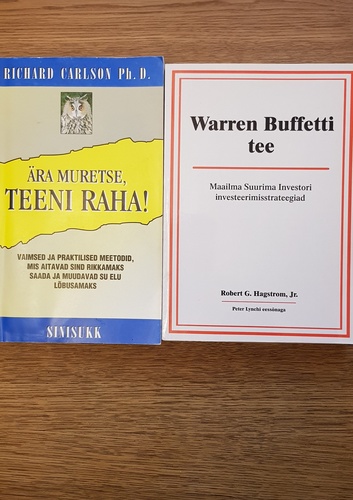 RICHARD CARLSON Ph. D.
ÄRA MURETSE,
TEENI RAHA!
VAIMSED JA PRAKTILISED MEETODID,
MIS AITAVAD SIND RIKKAMAKS
SAADA JA MUUDAVAD SU ELU
LÕBUSAMAKS
SINISUKK
Warren Buffetti
tee
Maailma Suurima Investori
investeerimisstrateegiad
Robert G. Hagstrom, Jr.
Peter Lynchi eessõnaga